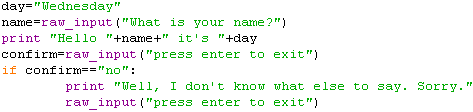 day="Wednesday"
name=raw_input("What is your name?")
print "Hello "+name+" it's "+day
confirm=raw_input("press enter to exit")
if confirm=="no":
        print "Well, I don't know what else to say. Sorry."
        raw_input("press enter to exit")